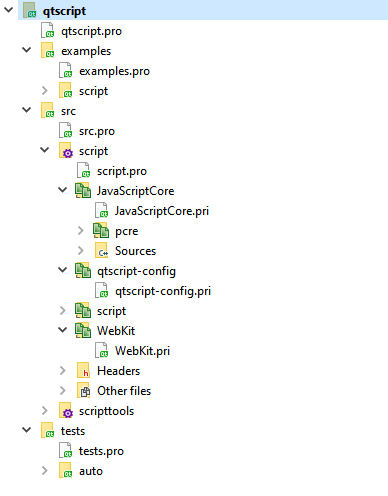 qtscript
qtscript.pro
examples
examples.pro
script
src
src.pro
script
script.pro
JavaScriptCore
JavaScriptCore.pri
pcre
Sources
qtscript-config
qtscript-config.pri
script
WebKit
WebKit.pri
Headers
Other files
scripttools
tests
tests.pro
auto